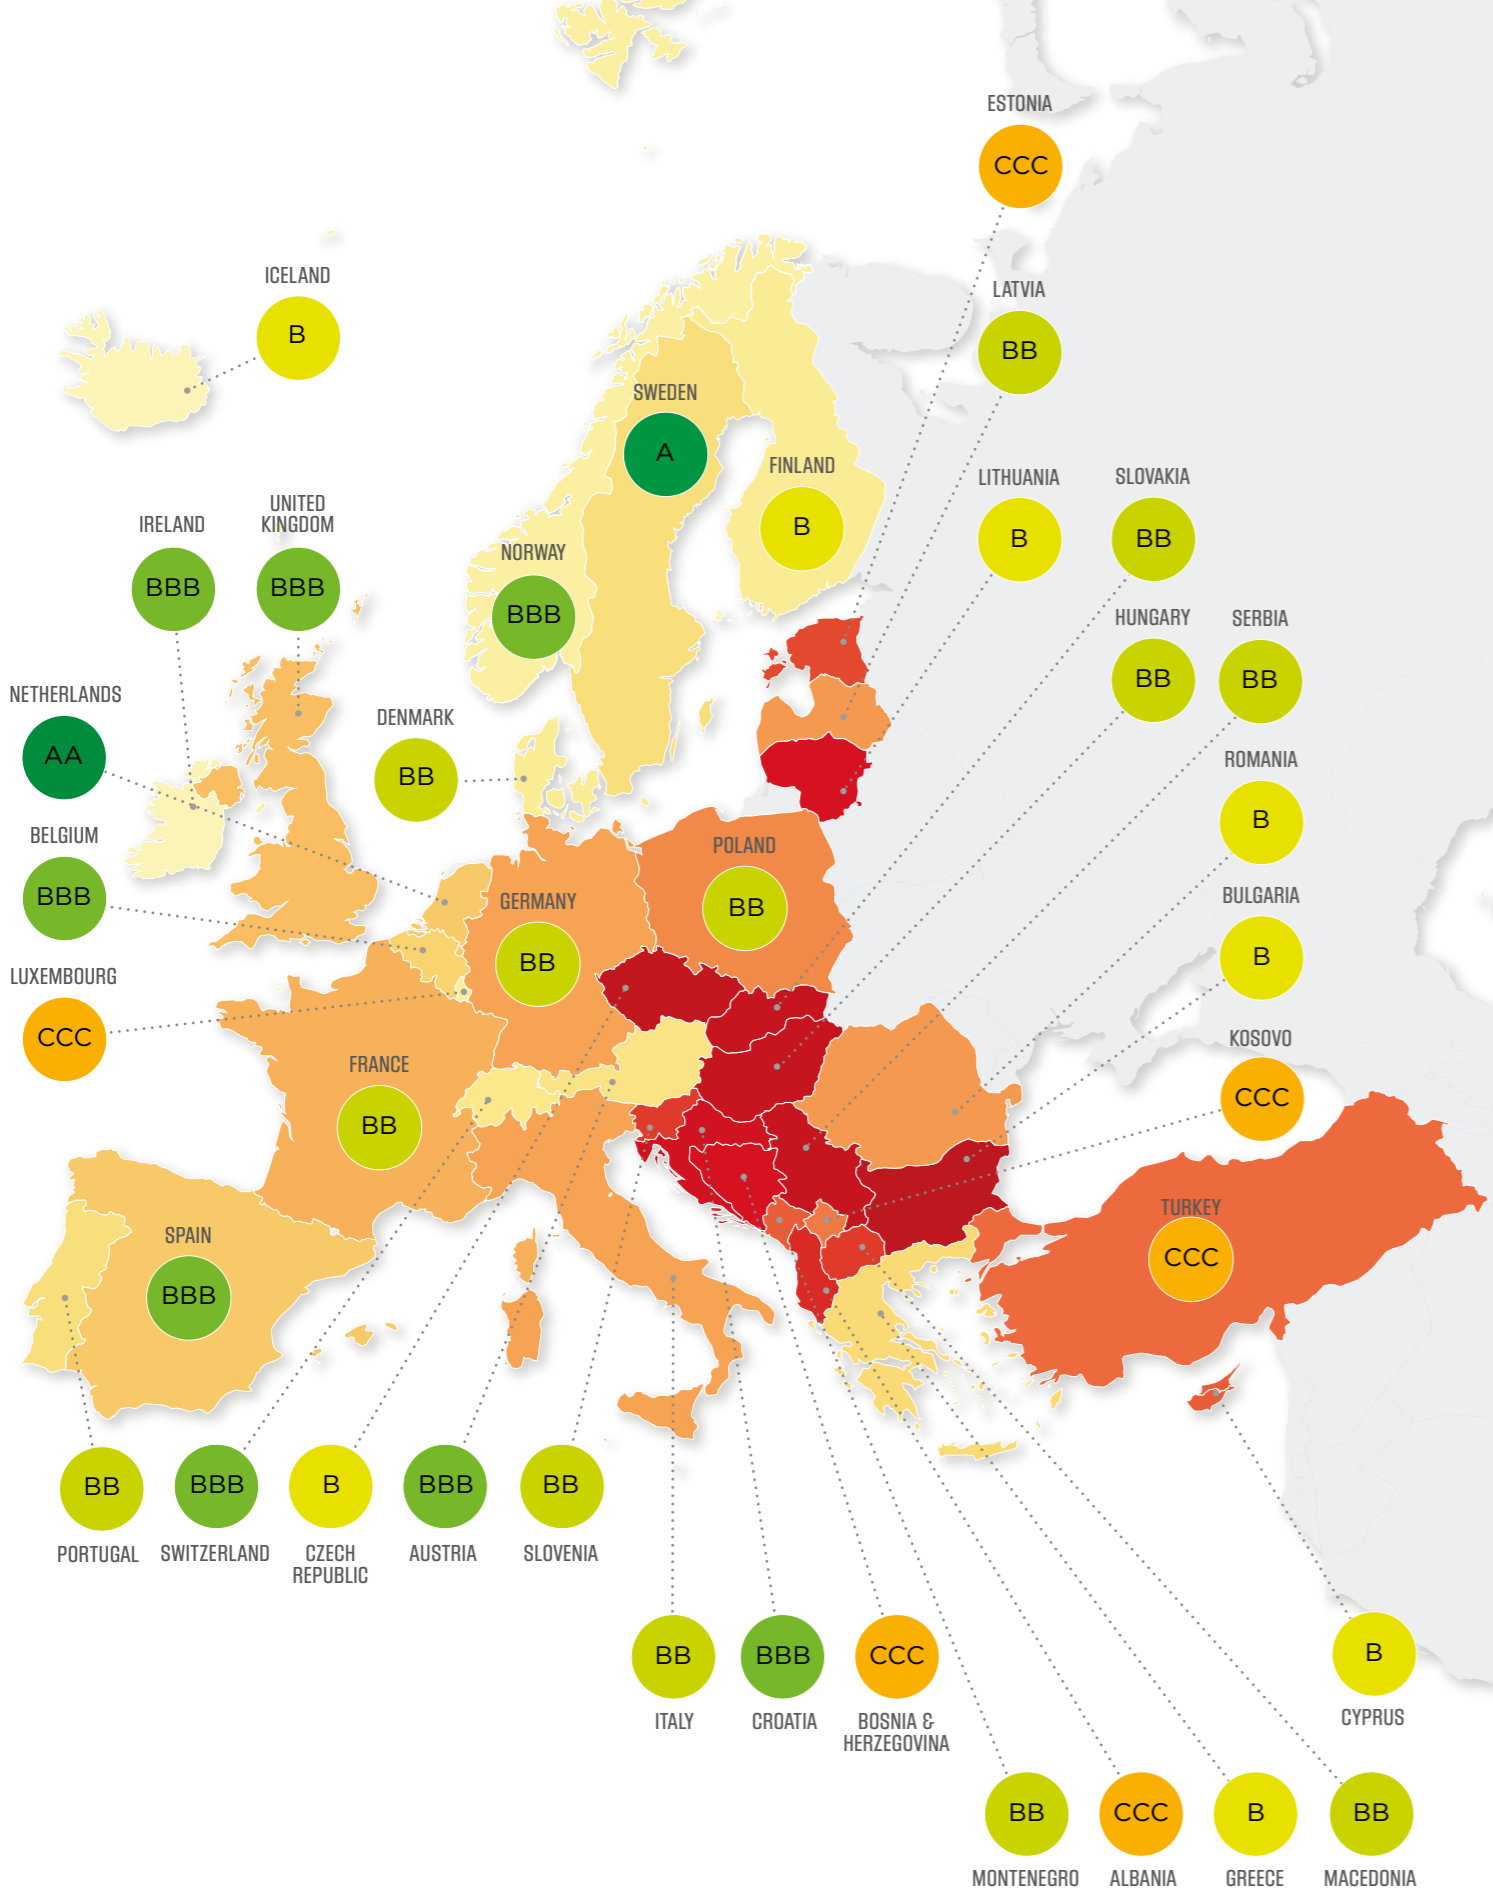 ESTONIA
CCC
ICELAND
B
LATVIA
BB
SWEDEN
A
FINLAND
B
LITHUANIA
B
SLOVAKIA
BB
IRELAND
BBB
UNITED
KINGDOM
BBB
NORWAY
BBB
HUNGARY
BB
SERBIA
BB
NETHERLANDS
AA
DENMARK
BB
ROMANIA
B
BELGIUM
BBB
GERMANY
BB
POLAND
BB
BULGARIA
B
LUXEMBOURG
CCC
FRANCE
BB
KOSOVO
CCC
SPAIN
BBB
TURKEY
CCC
BB
PORTUGAL
BBB
SWITZERLAND
B
CZECH
REPUBLIC
BBB
AUSTRIA
BB
SLOVENIA
BB
ITALY
BBB
CROATIA
CCC
BOSNIA &
HERZEGOVINA
B
CYPRUS
BB
MONTENEGRO
CCC
ALBANIA
B
GREECE
BB
MACEDONIA